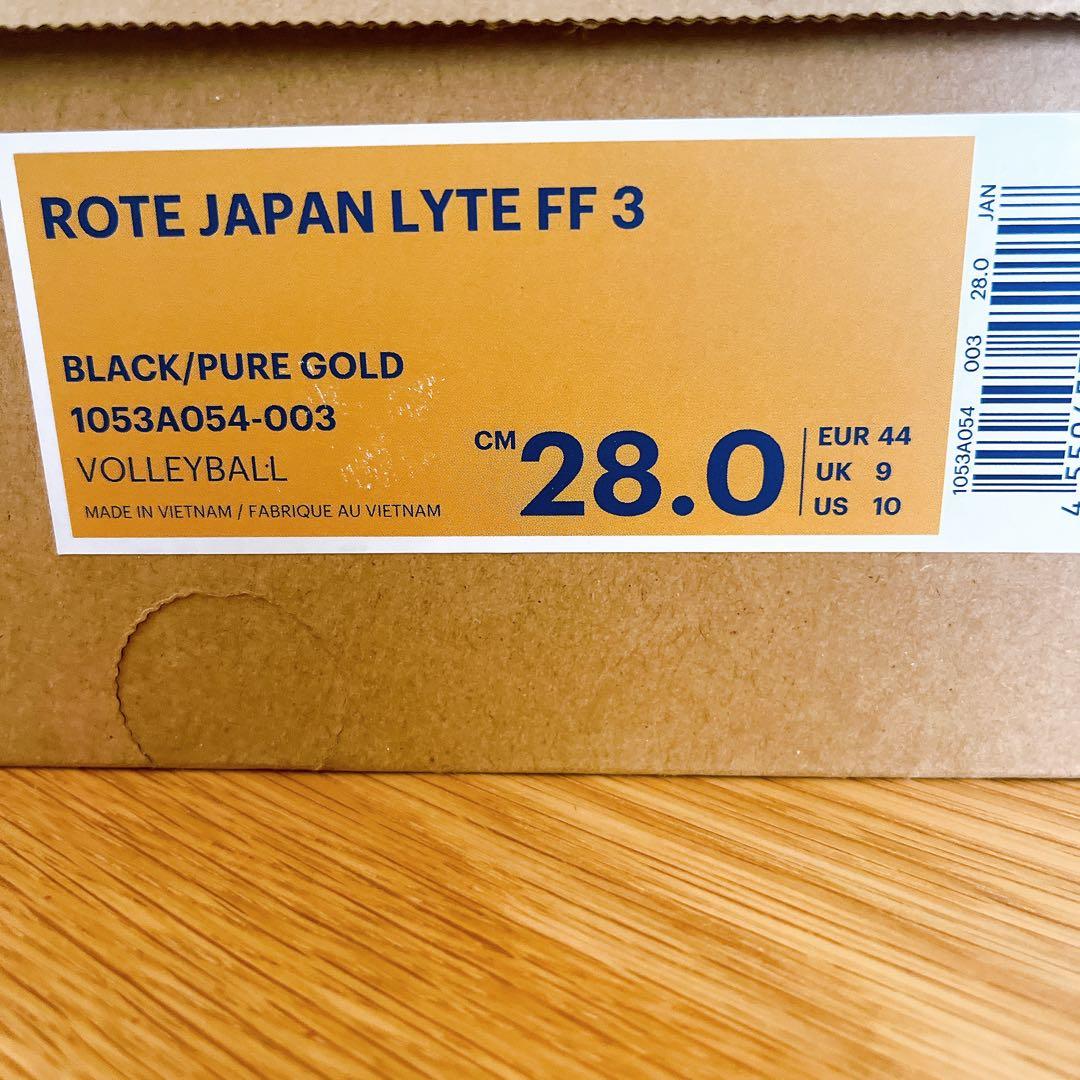 ROTE JAPAN LYTE FF 3
BLACK/PURE GOLD
1053A054-003
VOLLEYBALL
MADE IN VIETNAM / FABRIQUE AU VIETNAM
CM 28.0
EUR 44
UK 9
US 10
1053A054 003 28.0 JAN